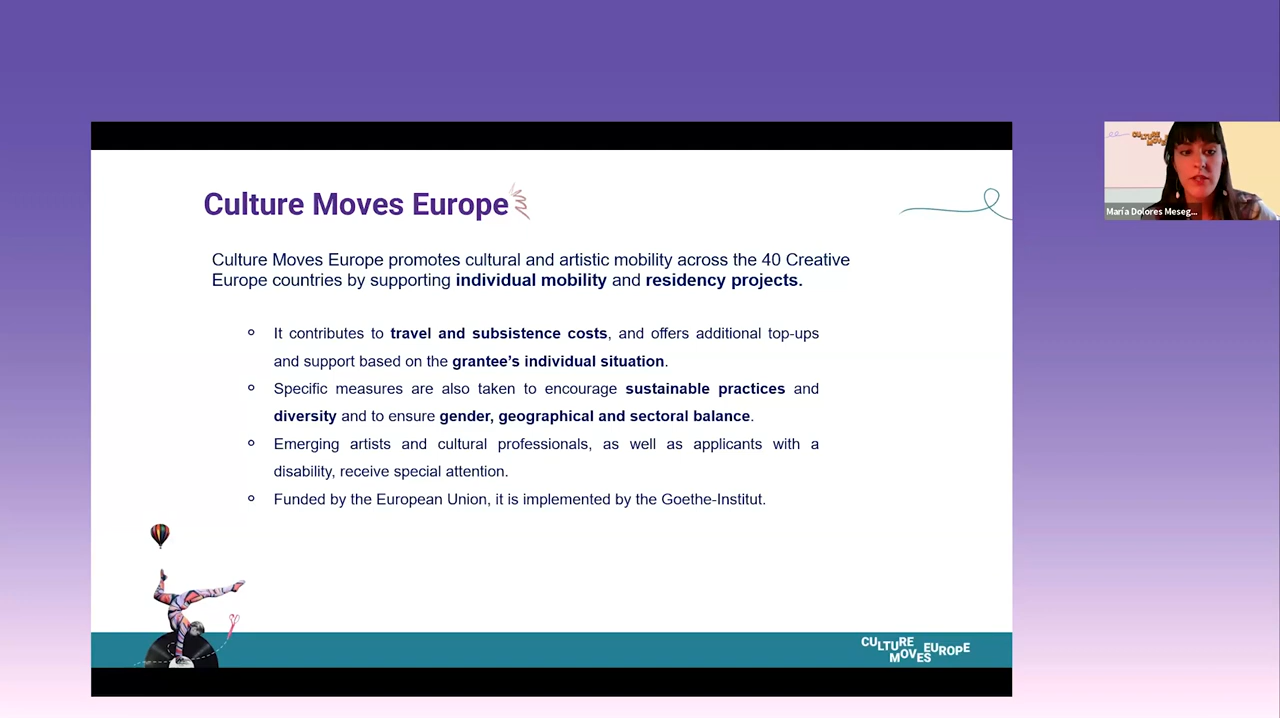 Culture Moves Europe
Culture Moves Europe promotes cultural and artistic mobility across the 40 Creative
Europe countries by supporting individual mobility and residency projects.
It contributes to travel and subsistence costs, and offers additional top-ups
and support based on the grantee’s individual situation.
Specific measures are also taken to encourage sustainable practices and
diversity and to ensure gender, geographical and sectoral balance.
Emerging artists and cultural professionals, as well as applicants with a
disability, receive special attention.
Funded by the European Union, it is implemented by the Goethe-Institut.
CULTURE
MOVES EUROPE
CULTURE
MOVE
María Dolores Meseg...